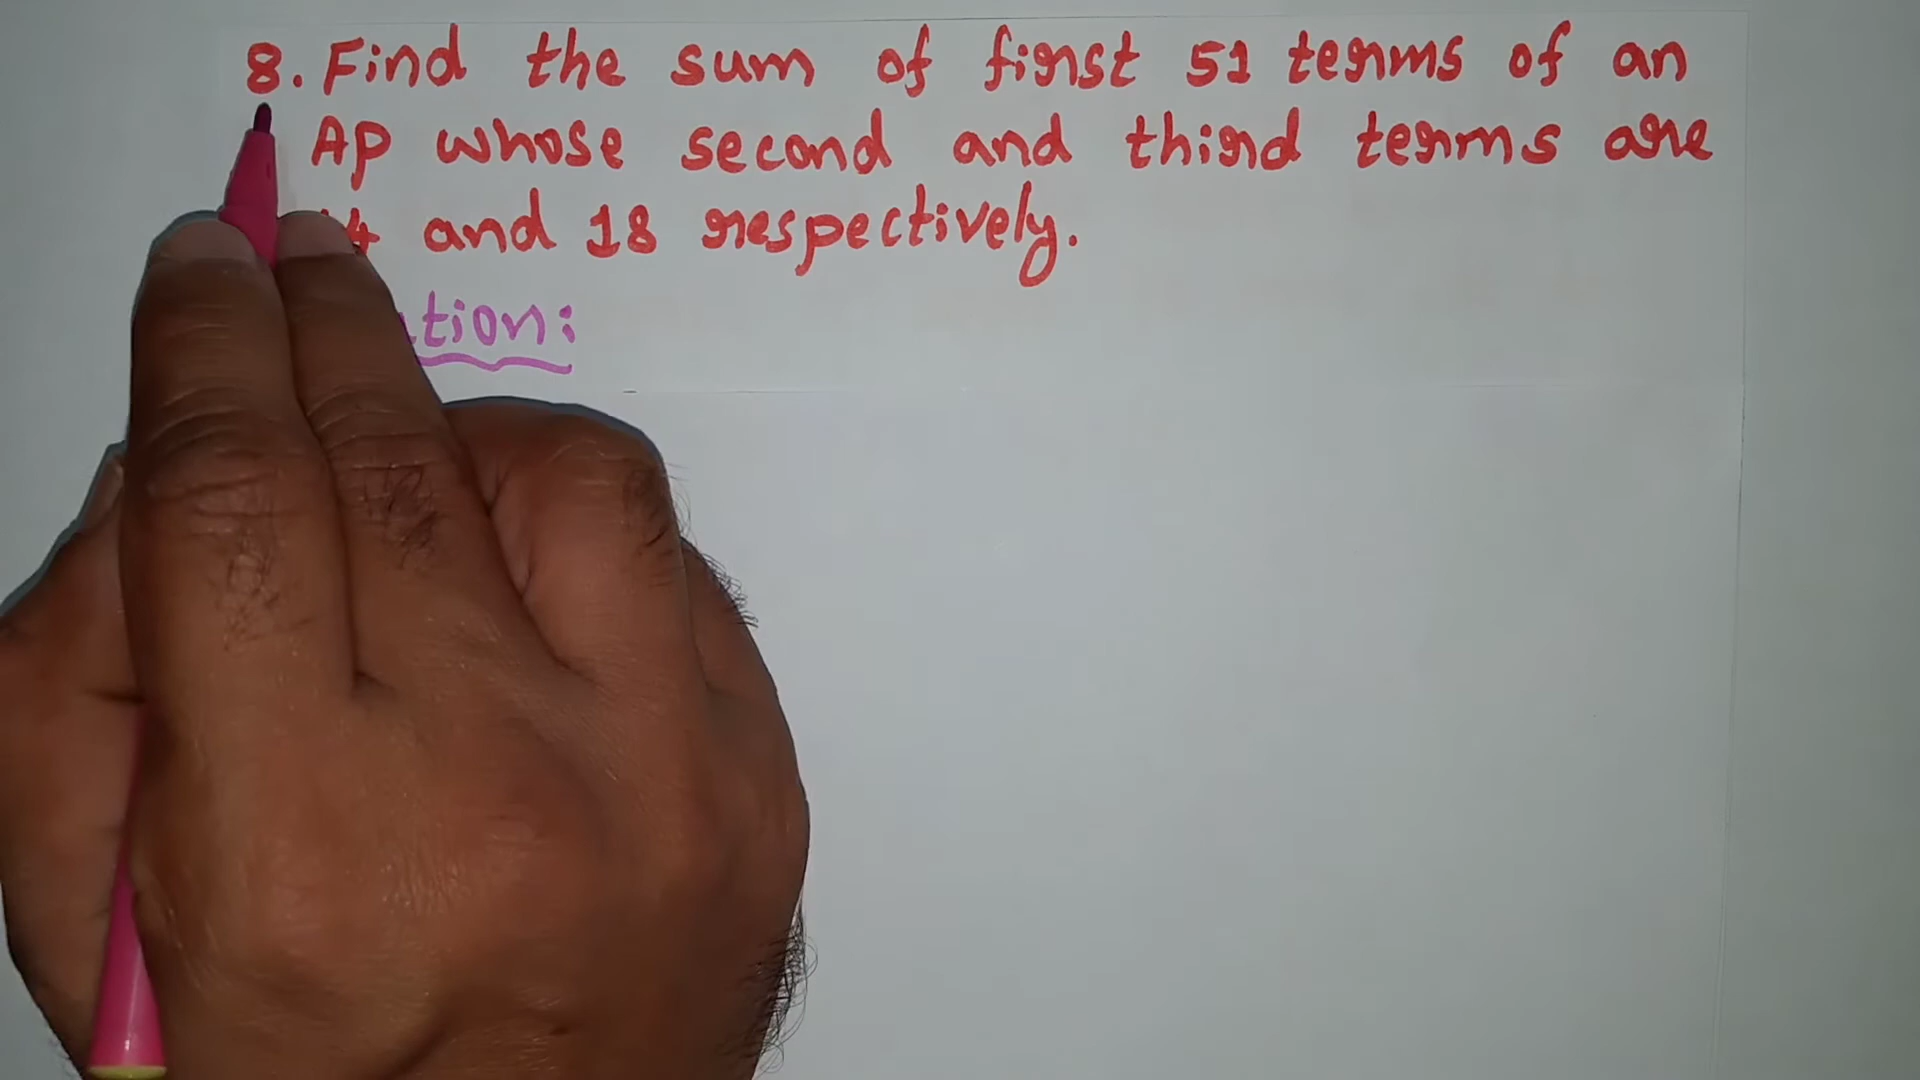 8. Find the sum of first 51 terms of an
AP whose second and third terms are
14 and 18 respectively.